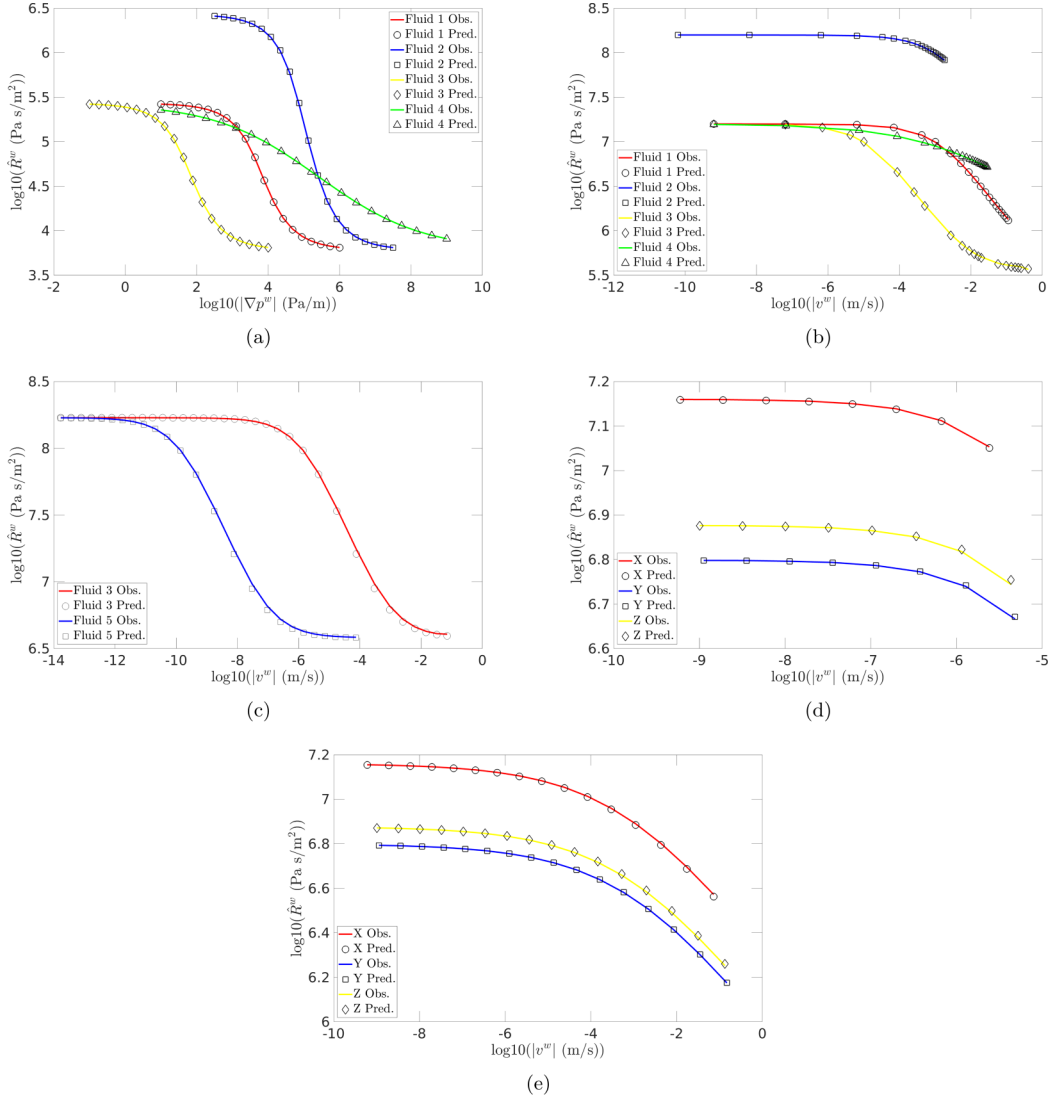 6.5
6
5.5
5
4.5
4
3.5
-2
0
2
4
6
8
10
log10(R̂ʷ (Pa s/m²))
log10(|∇pʷ| (Pa/m))
Fluid 1 Obs.
Fluid 1 Pred.
Fluid 2 Obs.
Fluid 2 Pred.
Fluid 3 Obs.
Fluid 3 Pred.
Fluid 4 Obs.
Fluid 4 Pred.
(a)
8.5
8
7.5
7
6.5
6
5.5
-12
-10
-8
-6
-4
-2
0
log10(R̂ʷ (Pa s/m²))
log10(|vʷ| (m/s))
Fluid 1 Obs.
Fluid 1 Pred.
Fluid 2 Obs.
Fluid 2 Pred.
Fluid 3 Obs.
Fluid 3 Pred.
Fluid 4 Obs.
Fluid 4 Pred.
(b)
8.5
8
7.5
7
6.5
-14
-12
-10
-8
-6
-4
-2
0
log10(R̂ʷ (Pa s/m²))
log10(|vʷ| (m/s))
Fluid 3 Obs.
Fluid 3 Pred.
Fluid 5 Obs.
Fluid 5 Pred.
(c)
7.2
7.1
7
6.9
6.8
6.7
6.6
-10
-9
-8
-7
-6
-5
log10(R̂ʷ (Pa s/m²))
log10(|vʷ| (m/s))
X Obs.
X Pred.
Y Obs.
Y Pred.
Z Obs.
Z Pred.
(d)
7.2
7
6.8
6.6
6.4
6.2
6
-10
-8
-6
-4
-2
0
log10(R̂ʷ (Pa s/m²))
log10(|vʷ| (m/s))
X Obs.
X Pred.
Y Obs.
Y Pred.
Z Obs.
Z Pred.
(e)